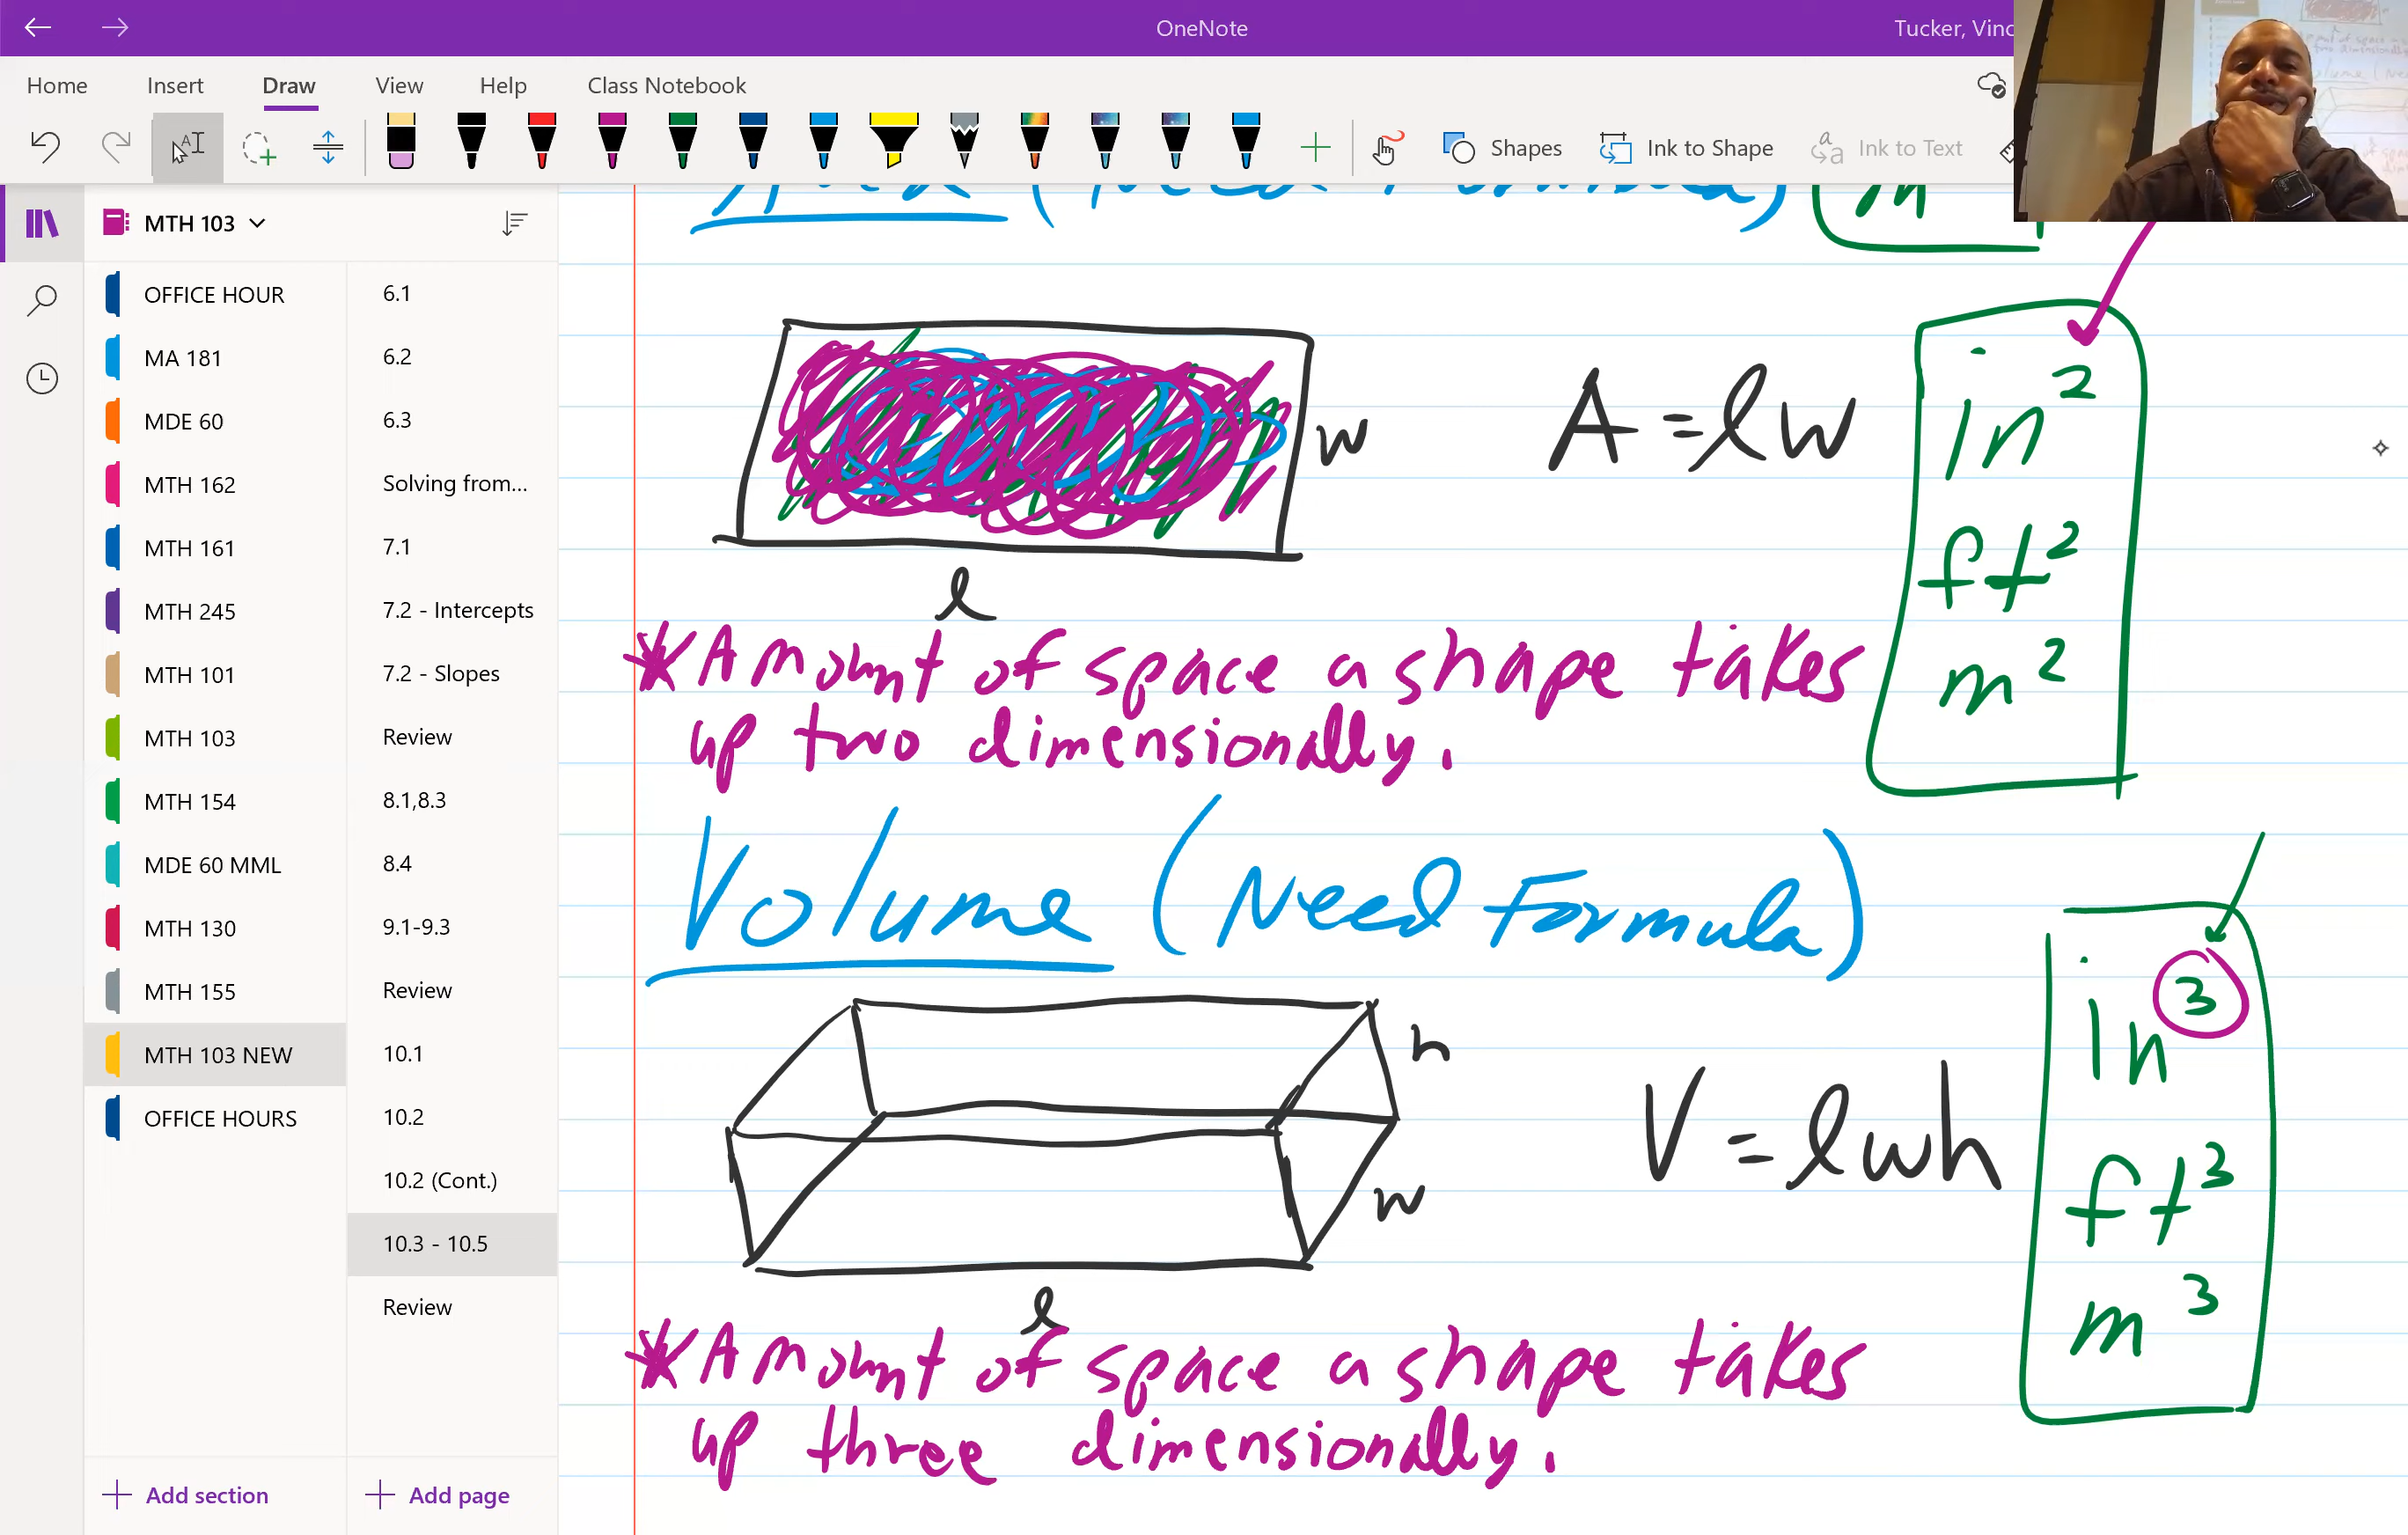 OneNote
Tucker, Vinc
Home Insert Draw View Help Class Notebook
Shapes Ink to Shape Ink to Text
MTH 103
OFFICE HOUR
MA 181
MDE 60
MTH 162
MTH 161
MTH 245
MTH 101
MTH 103
MTH 154
MDE 60 MML
MTH 130
MTH 155
MTH 103 NEW
OFFICE HOURS
Add section
6.1
6.2
6.3
Solving from...
7.1
7.2 - Intercepts
7.2 - Slopes
Review
8.1,8.3
8.4
9.1-9.3
Review
10.1
10.2
10.2 (Cont.)
10.3 - 10.5
Review
Add page
Area (Need Formula)
w
l
A = lw
in²
ft²
m²
*Amount of space a shape takes
up two dimensionally.
Volume (Need Formula)
h
w
l
V = lwh
in³
ft³
m³
*Amount of space a shape takes
up three dimensionally.